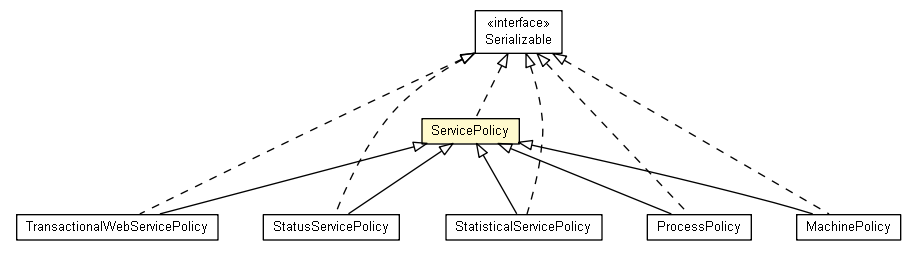 «interface»
Serializable
ServicePolicy
TransactionalWebServicePolicy
StatusServicePolicy
StatisticalServicePolicy
ProcessPolicy
MachinePolicy